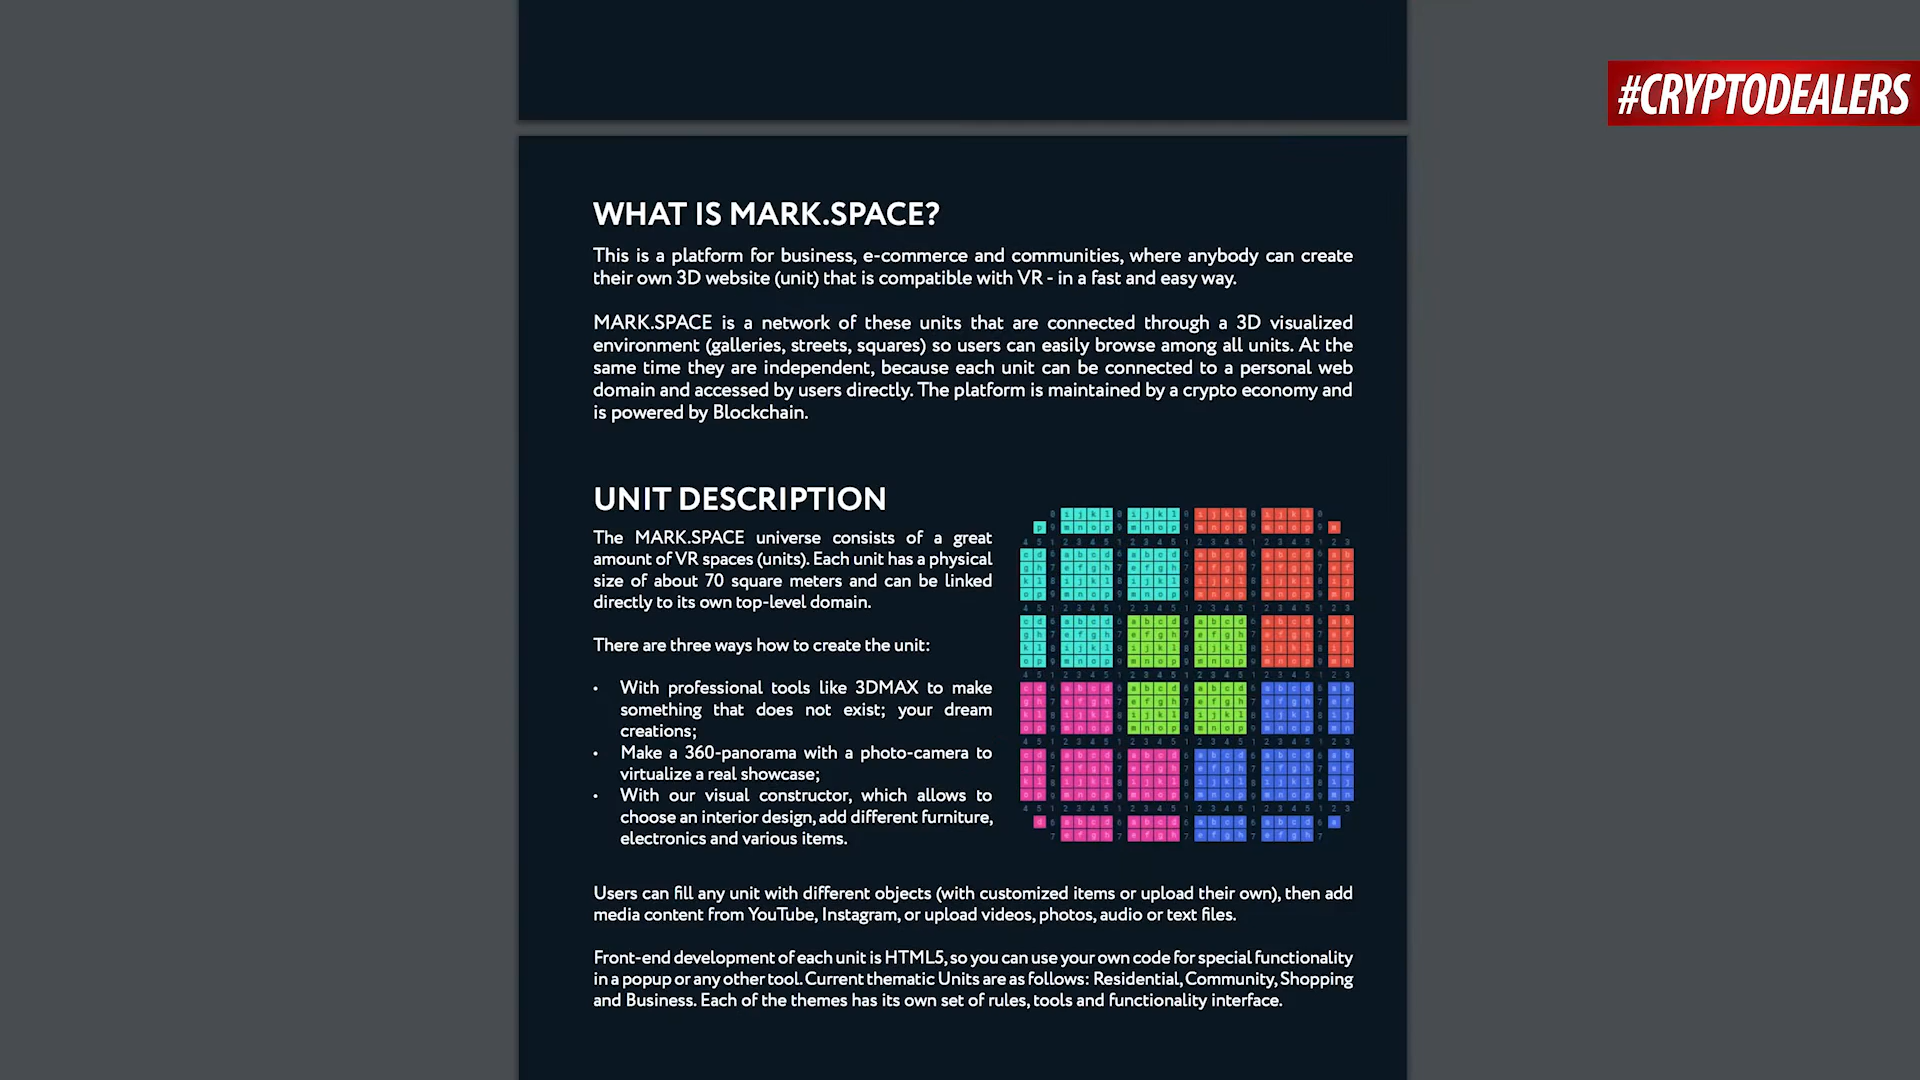 #CRYPTODEALERS
WHAT IS MARK.SPACE?
This is a platform for business, e-commerce and communities, where anybody can create
their own 3D website (unit) that is compatible with VR - in a fast and easy way.
MARK.SPACE is a network of these units that are connected through a 3D visualized
environment (galleries, streets, squares) so users can easily browse among all units. At the
same time they are independent, because each unit can be connected to a personal web
domain and accessed by users directly. The platform is maintained by a crypto economy and
is powered by Blockchain.
UNIT DESCRIPTION
The MARK.SPACE universe consists of a great
amount of VR spaces (units). Each unit has a physical
size of about 70 square meters and can be linked
directly to its own top-level domain.
There are three ways how to create the unit:
• With professional tools like 3DMAX to make
something that does not exist; your dream
creations;
• Make a 360-panorama with a photo-camera to
virtualize a real showcase;
• With our visual constructor, which allows to
choose an interior design, add different furniture,
electronics and various items.
Users can fill any unit with different objects (with customized items or upload their own), then add
media content from YouTube, Instagram, or upload videos, photos, audio or text files.
Front-end development of each unit is HTML5, so you can use your own code for special functionality
in a popup or any other tool. Current thematic Units are as follows: Residential, Community, Shopping
and Business. Each of the themes has its own set of rules, tools and functionality interface.